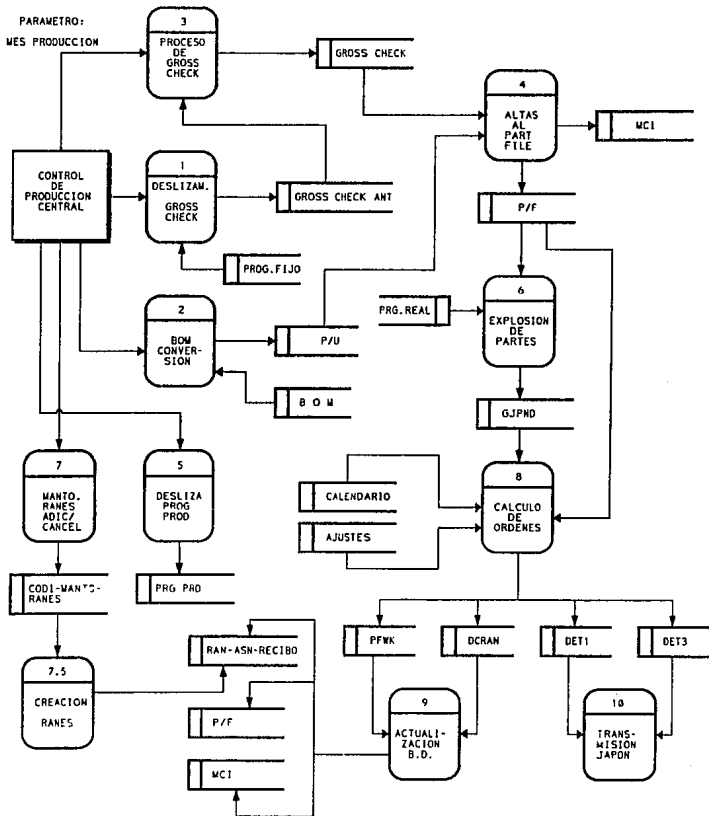 PARAMETRO:
MES PRODUCCION
3
PROCESO
DE
GROSS
CHECK
GROSS CHECK
4
ALTAS
AL
PART
FILE
MCI
CONTROL
DE
PRODUCCION
CENTRAL
1
DESLIZAM.
GROSS
CHECK
GROSS CHECK ANT
P/F
PROG.FIJO
2
BOM
CONVER-
SION
P/U
B O M
PRG.REAL
6
EXPLOSION
DE
PARTES
GJPND
7
MANTO.
RANES
ADIC/
CANCEL
5
DESLIZA
PROG
PROD
CALENDARIO
AJUSTES
8
CALCULO
DE
ORDENES
COD1-MANTO-
RANES
PRG PRD
7.5
CREACION
RANES
RAN-ASN-RECIBO
P/F
MCI
PFWK
DCRAN
DET1
DET3
9
ACTUALI-
ZACION
B.D.
10
TRANS-
MISION
JAPON